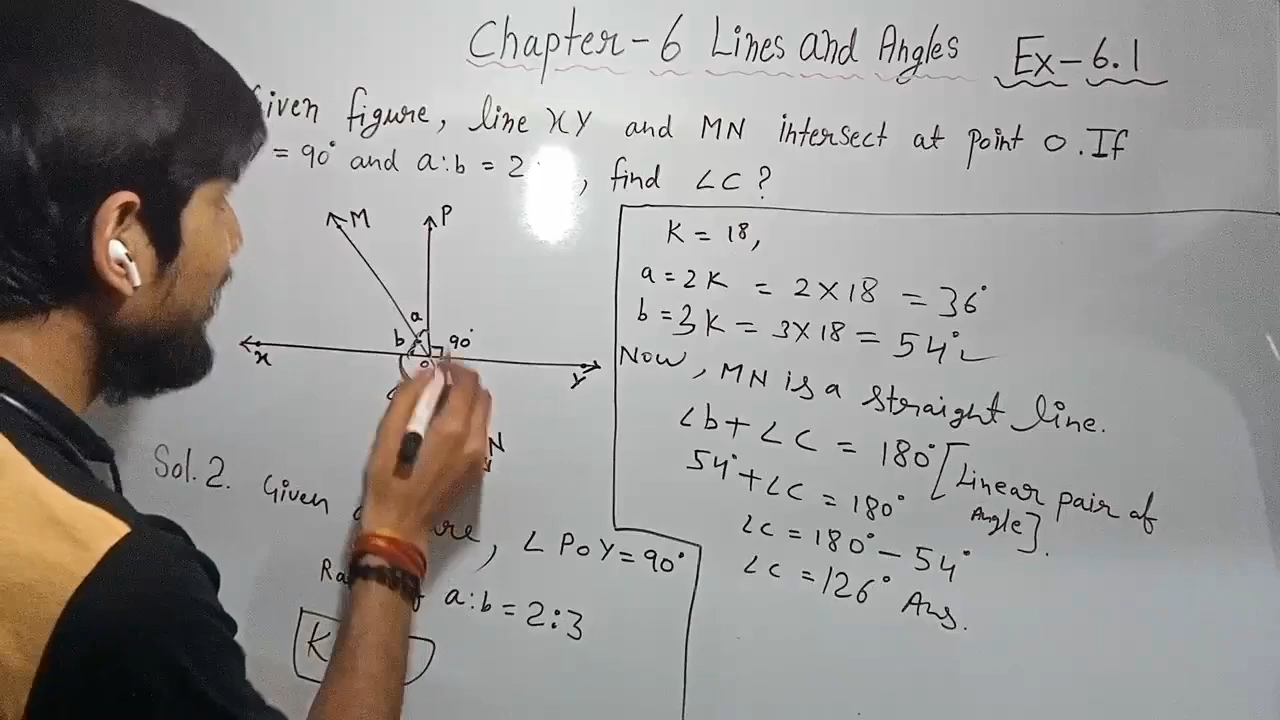 Chapter-6 Lines and Angles Ex-6.1
given figure, line XY and MN intersect at point O. If
= 90° and a:b = 2 , find ∠C?
M
P
a
b
90°
O
x
y
N
Sol. 2. Given , ∠POY = 90°
a:b = 2:3
K
K = 18,
a = 2K = 2×18 = 36°
b = 3K = 3×18 = 54°
Now, MN is a straight line.
∠b + ∠C = 180° [Linear pair of
Angle].
54° + ∠C = 180°
∠C = 180° - 54°
∠C = 126° Ans.